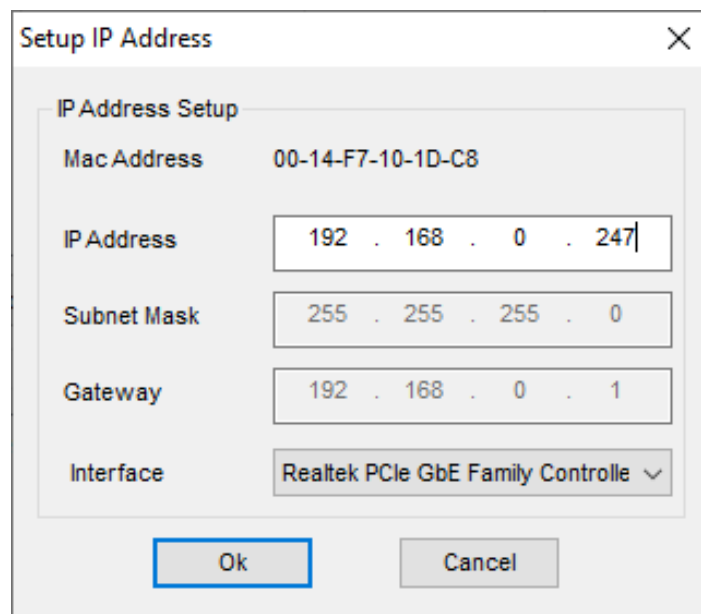 Setup IP Address
IP Address Setup
Mac Address 00-14-F7-10-1D-C8
IP Address 192 . 168 . 0 . 247
Subnet Mask 255 . 255 . 255 . 0
Gateway 192 . 168 . 0 . 1
Interface Realtek PCIe GbE Family Controlle
Ok Cancel